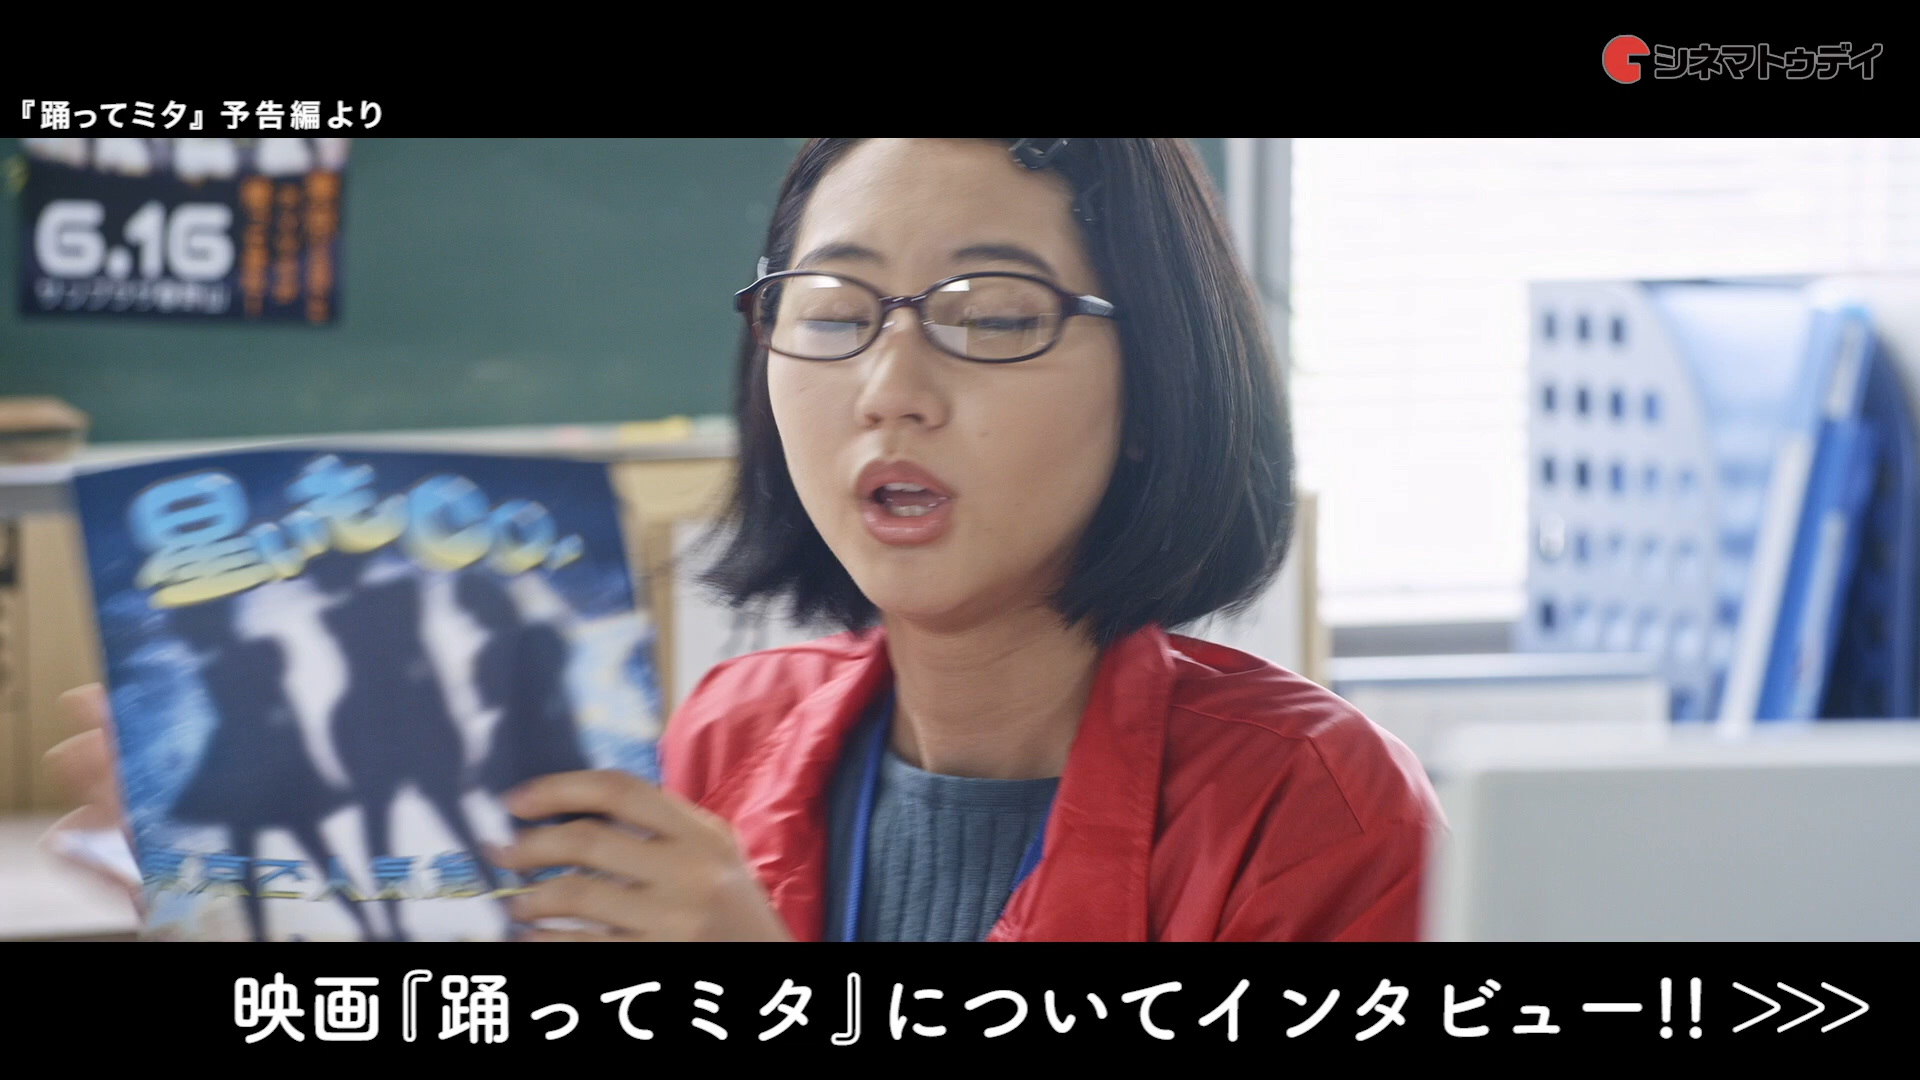 シネマトゥデイ
『踊ってミタ』予告編より
6.16
星いもCo.
映画『踊ってミタ』についてインタビュー!! >>>